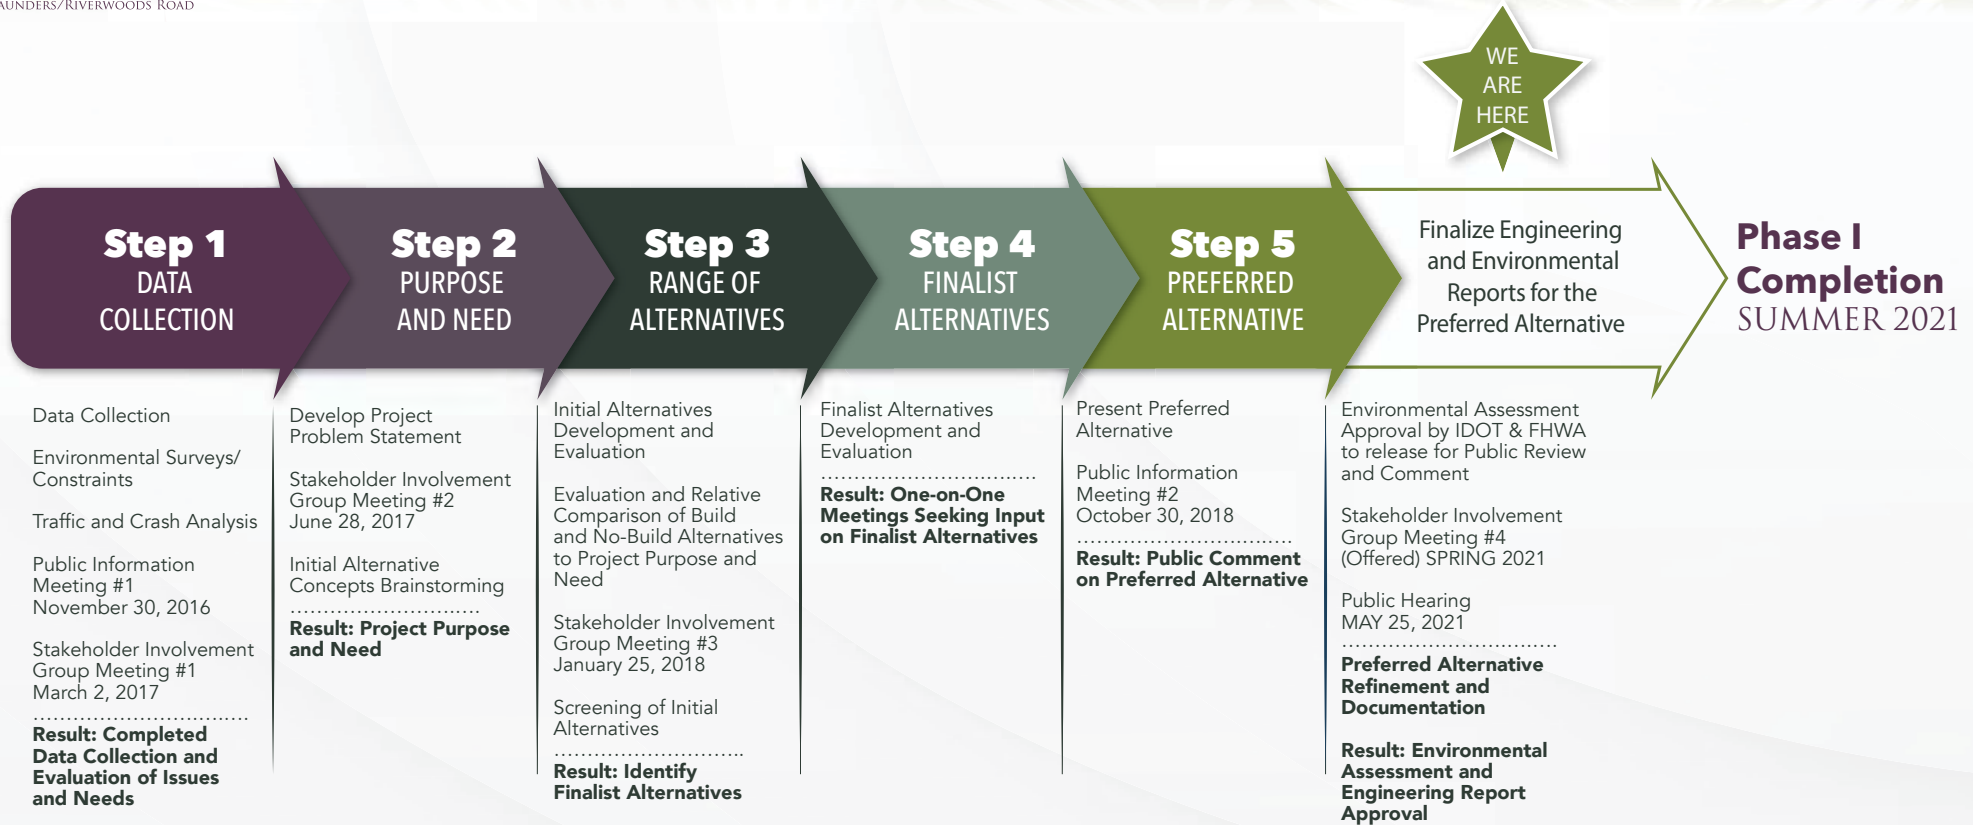 AUNDERS/RIVERWOODS ROAD
WE
ARE
HERE
Step 1
DATA
COLLECTION
Step 2
PURPOSE
AND NEED
Step 3
RANGE OF
ALTERNATIVES
Step 4
FINALIST
ALTERNATIVES
Step 5
PREFERRED
ALTERNATIVE
Finalize Engineering
and Environmental
Reports for the
Preferred Alternative
Phase I
Completion
SUMMER 2021
Data Collection
Environmental Surveys/
Constraints
Traffic and Crash Analysis
Public Information
Meeting #1
November 30, 2016
Stakeholder Involvement
Group Meeting #1
March 2, 2017
Result: Completed
Data Collection and
Evaluation of Issues
and Needs
Develop Project
Problem Statement
Stakeholder Involvement
Group Meeting #2
June 28, 2017
Initial Alternative
Concepts Brainstorming
Result: Project Purpose
and Need
Initial Alternatives
Development and
Evaluation
Evaluation and Relative
Comparison of Build
and No-Build Alternatives
to Project Purpose and
Need
Stakeholder Involvement
Group Meeting #3
January 25, 2018
Screening of Initial
Alternatives
Result: Identify
Finalist Alternatives
Finalist Alternatives
Development and
Evaluation
Result: One-on-One
Meetings Seeking Input
on Finalist Alternatives
Present Preferred
Alternative
Public Information
Meeting #2
October 30, 2018
Result: Public Comment
on Preferred Alternative
Environmental Assessment
Approval by IDOT & FHWA
to release for Public Review
and Comment
Stakeholder Involvement
Group Meeting #4
(Offered) SPRING 2021
Public Hearing
MAY 25, 2021
Preferred Alternative
Refinement and
Documentation
Result: Environmental
Assessment and
Engineering Report
Approval